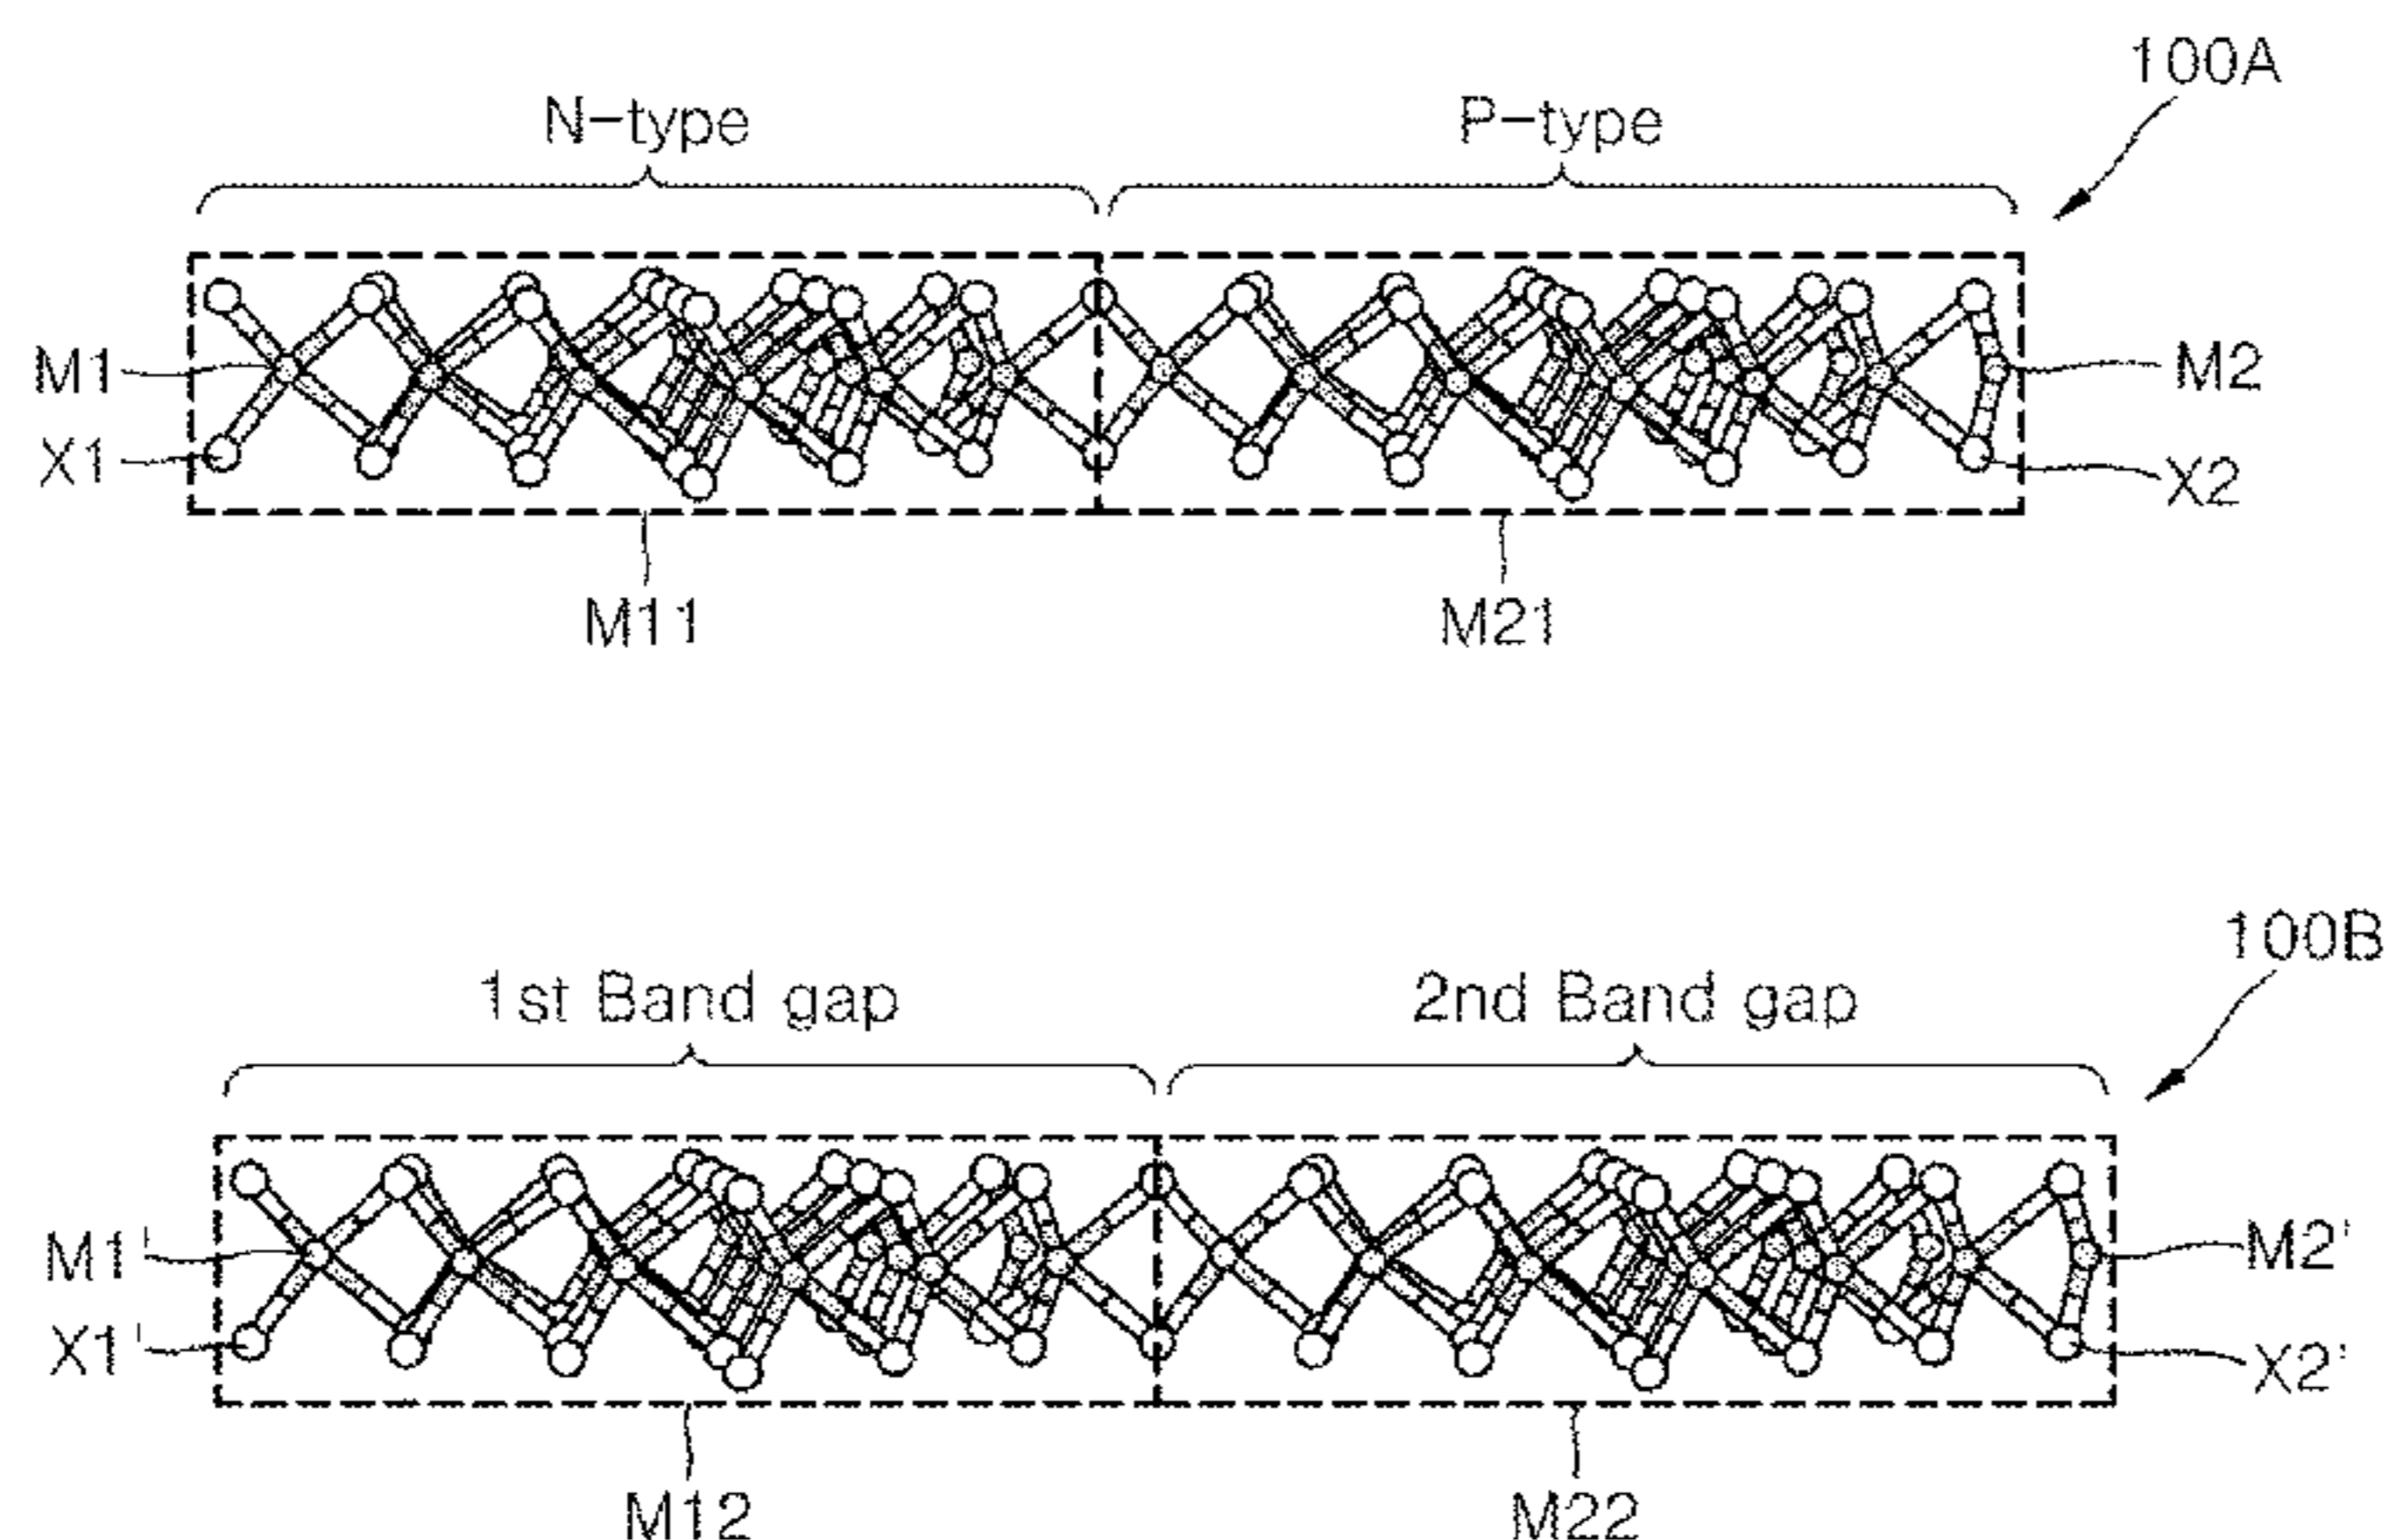 100A
N-type P-type
M1 M2
X1 X2
M11 M21
100B
1st Band gap 2nd Band gap
M1' M2'
X1' X2'
M12 M22